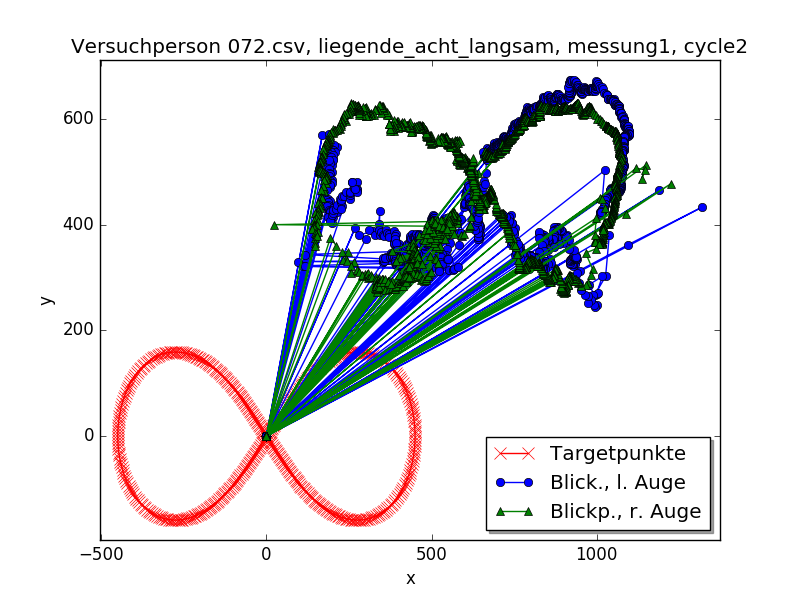 Versuchperson 072.csv, liegende_acht_langsam, messung1, cycle2
y
600
400
200
0
−500
0
500
1000
x
Targetpunkte
Blick., l. Auge
Blickp., r. Auge